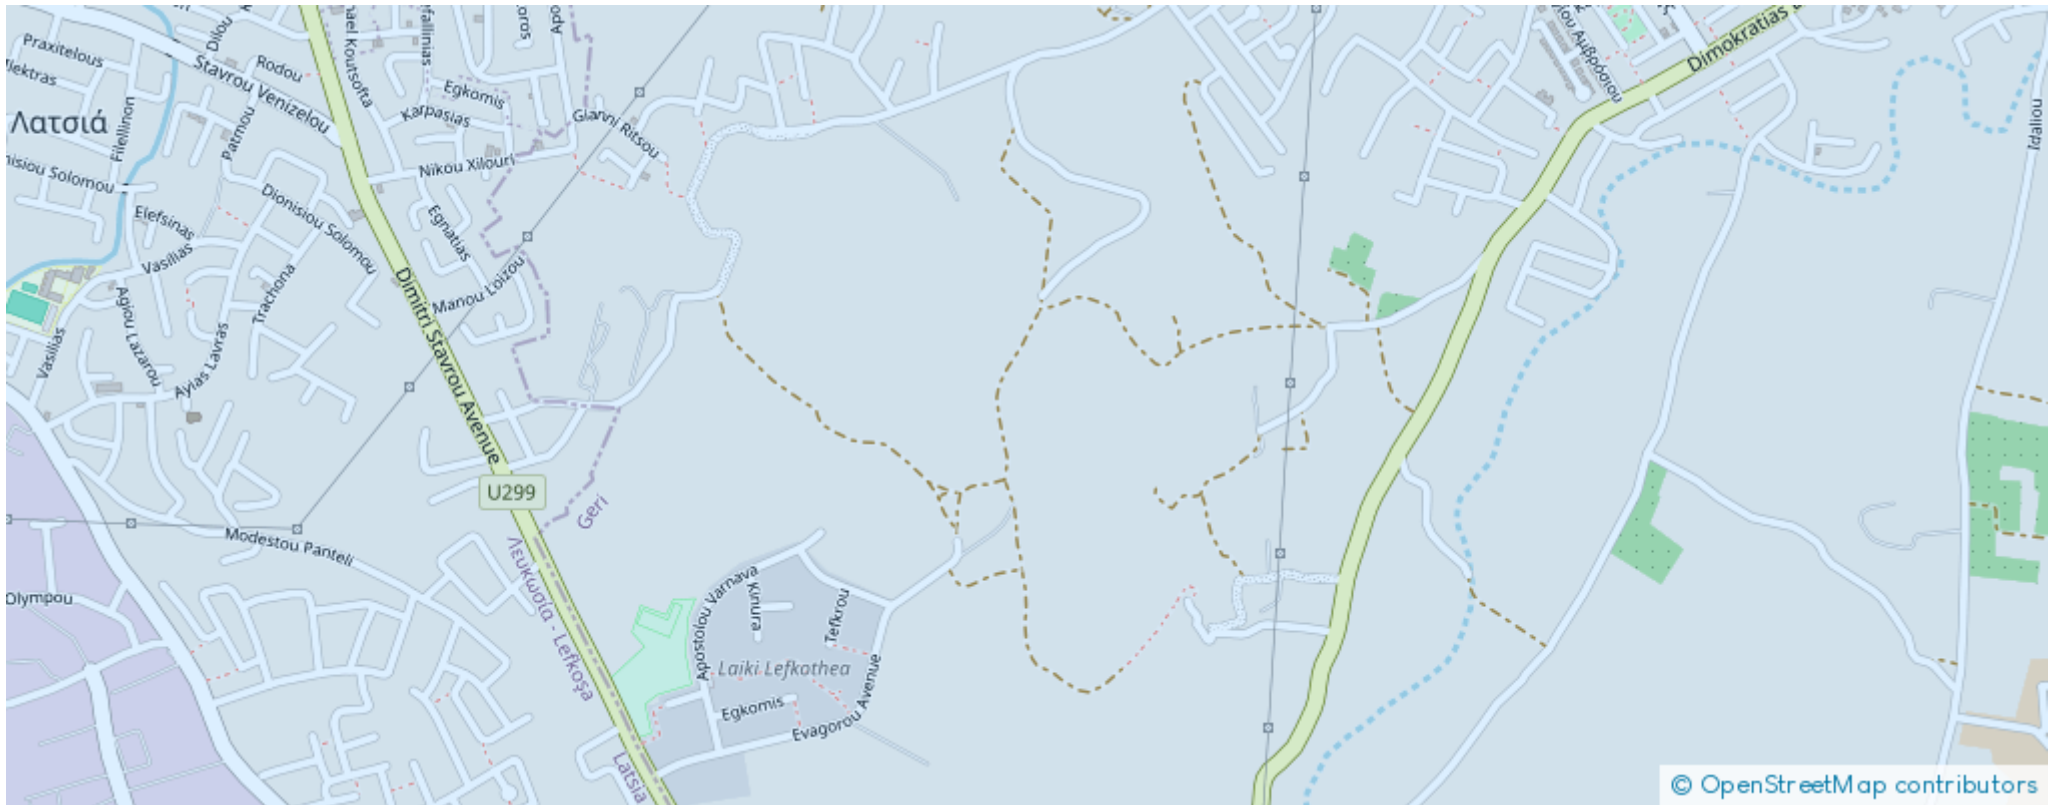 Praxitelous
Dilou
Rodou
Stavrou Venizelou
Λατσιά
Filellinon
Patmou
Elefsinas
Vasilias
Dionisiou Solomou
Trachona
Agiou Lazarou
Ayias Lavras
Vasilias
Egkomis
Karpasias
Gianni Ritsou
Nikou Xilouri
Egnatias
Manou Loizou
Dimitri Stavrou Avenue
U299
Geri
Modestou Panteli
Olympou
Λευκωσία - Lefkoşa
Latsia
Apostolou Varnava
Kinura
Tefkrou
Laiki Lefkothea
Egkomis
Evagorou Avenue
Dimokratias
Idaliou
© OpenStreetMap contributors